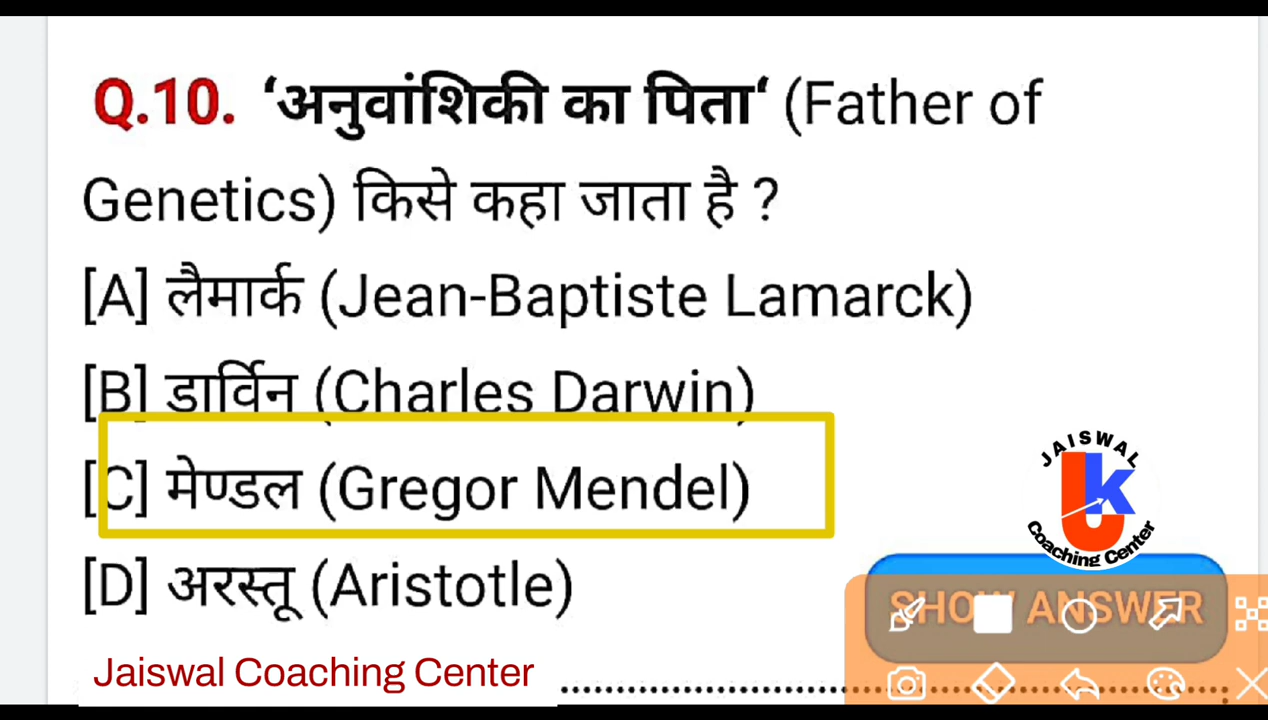 Q.10. ‘अनुवांशिकी का पिता‘ (Father of
Genetics) किसे कहा जाता है ?
[A] लैमार्क (Jean-Baptiste Lamarck)
[B] डार्विन (Charles Darwin)
[C] मेण्डल (Gregor Mendel)
[D] अरस्तू (Aristotle)
JAISWAL
JK
Coaching Center
SHOW ANSWER
Jaiswal Coaching Center